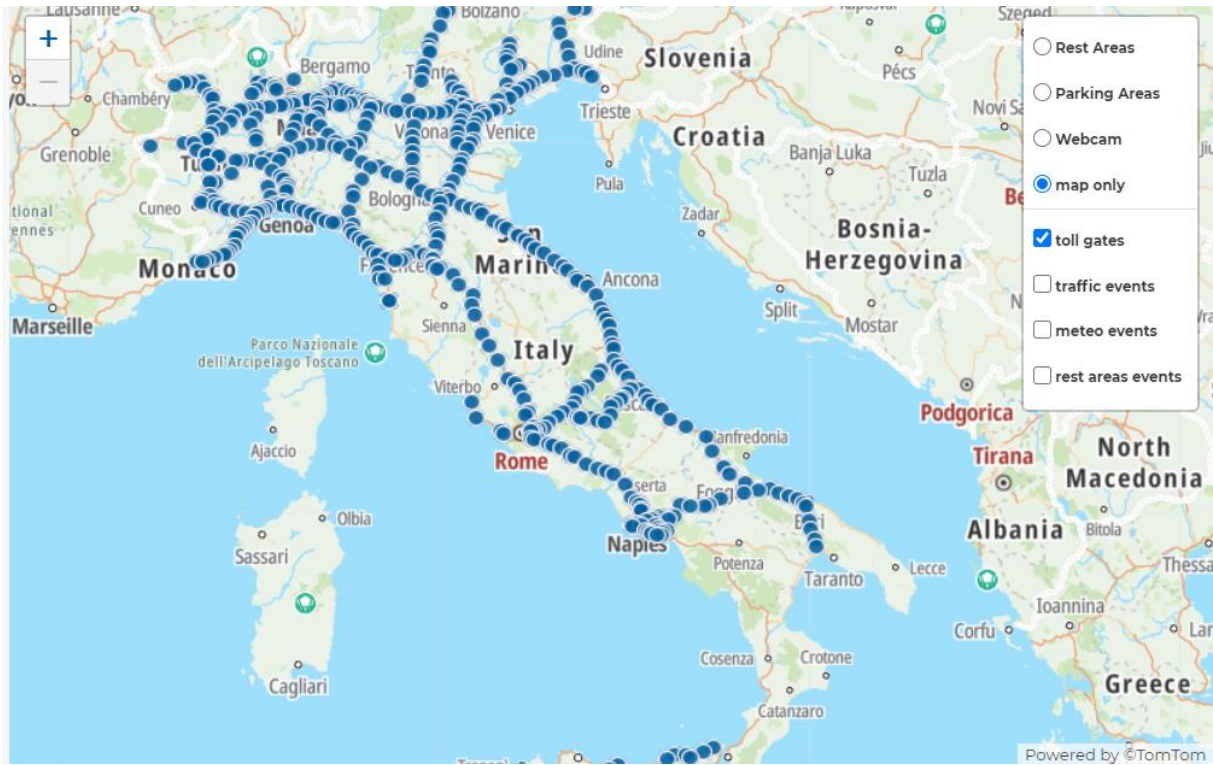 +
−
Rest Areas
Parking Areas
Webcam
map only
toll gates
traffic events
meteo events
rest areas events
Lausanne
Bolzano
Udine
Slovenia
Szeged
Pécs
Novi
Bergamo
Chambéry
Grenoble
Trieste
Venice
Croatia
Banja Luka
Tuzla
Pula
Cuneo
Bologna
Zadar
Genoa
Bosnia-
Herzegovina
Monaco
Marseille
Ancona
Split
Mostar
Sienna
Parco Nazionale
dell'Arcipelago Toscano
Italy
Viterbo
Podgorica
Ajaccio
Rome
Tirana
North
Macedonia
Olbia
Sassari
Naples
Potenza
Albania
Bitola
Taranto
Lecce
Ioannina
Corfu
Cosenza
Crotone
Cagliari
Catanzaro
Greece
Powered by ©TomTom